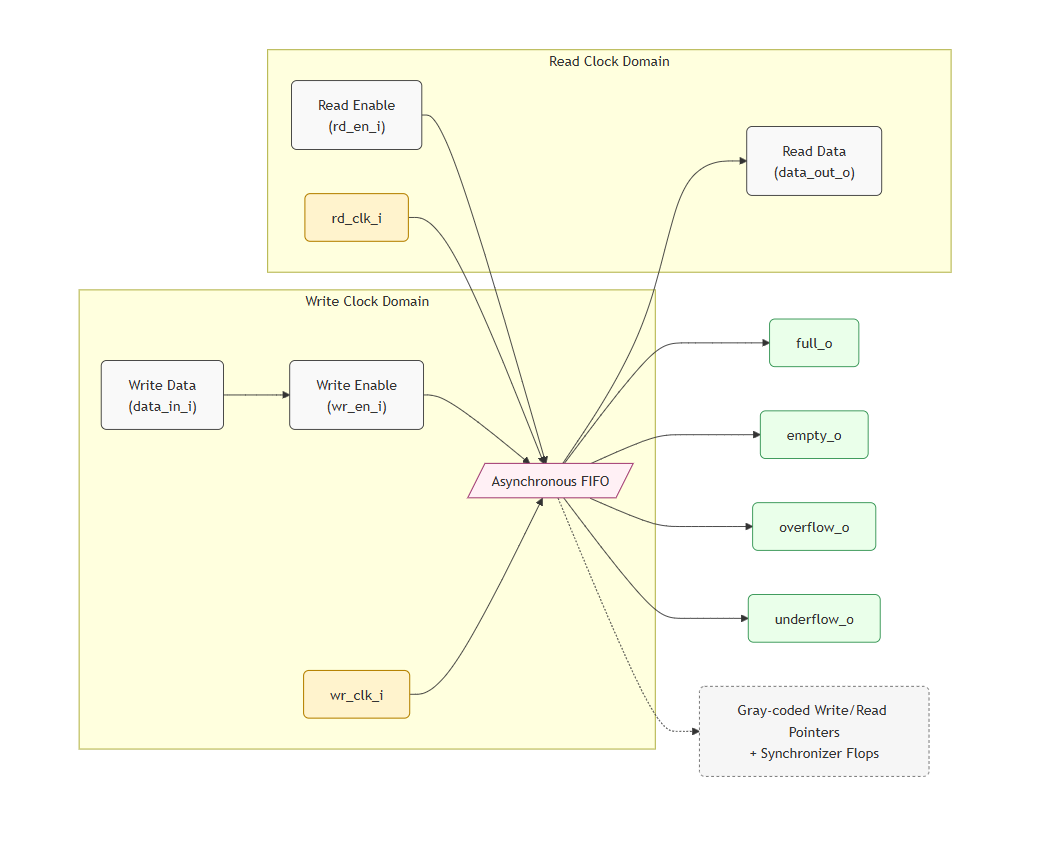 Read Clock Domain
Read Enable
(rd_en_i)
Read Data
(data_out_o)
rd_clk_i
Write Clock Domain
Write Data
(data_in_i)
Write Enable
(wr_en_i)
full_o
empty_o
Asynchronous FIFO
overflow_o
underflow_o
wr_clk_i
Gray-coded Write/Read
Pointers
+ Synchronizer Flops